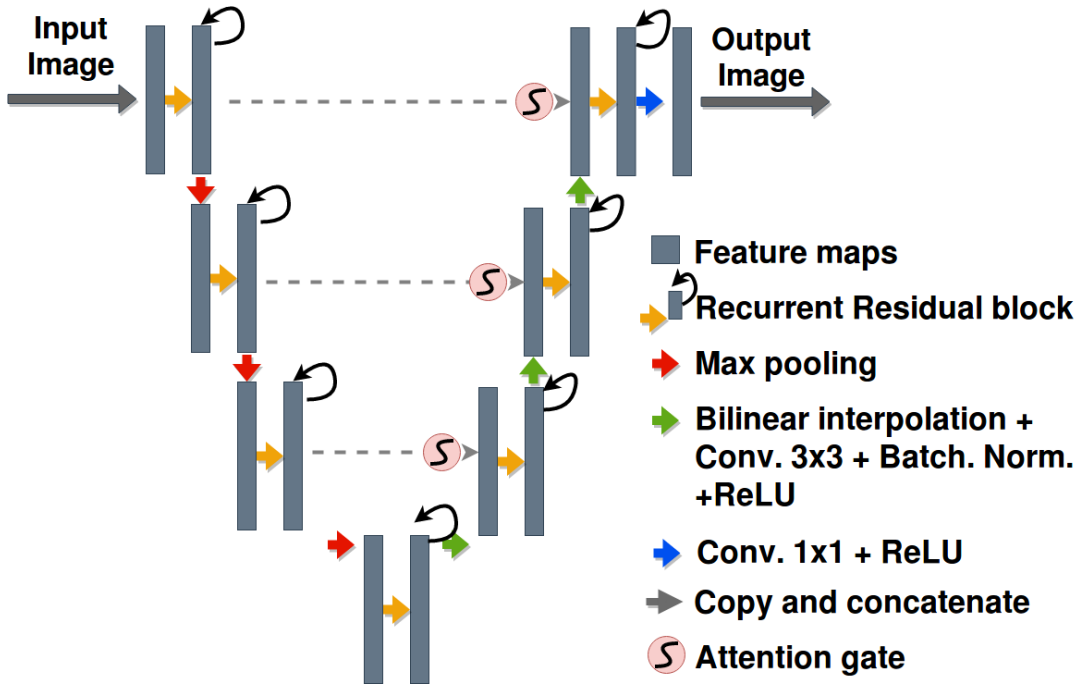 Input
Image
Output
Image
Feature maps
Recurrent Residual block
Max pooling
Bilinear interpolation +
Conv. 3x3 + Batch. Norm.
+ReLU
Conv. 1x1 + ReLU
Copy and concatenate
Attention gate